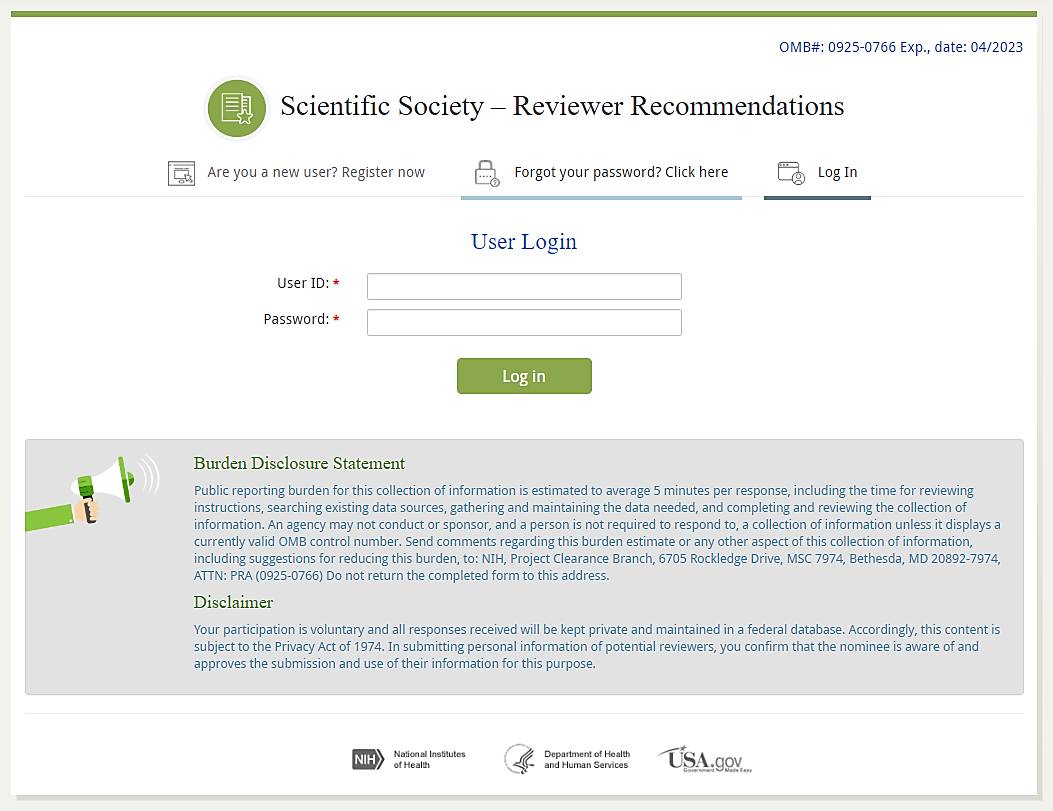 OMB#: 0925-0766 Exp., date: 04/2023
Scientific Society – Reviewer Recommendations
Are you a new user? Register now
Forgot your password? Click here
Log In
User Login
User ID: *
Password: *
Log in
Burden Disclosure Statement
Public reporting burden for this collection of information is estimated to average 5 minutes per response, including the time for reviewing
instructions, searching existing data sources, gathering and maintaining the data needed, and completing and reviewing the collection of
information. An agency may not conduct or sponsor, and a person is not required to respond to, a collection of information unless it displays a
currently valid OMB control number. Send comments regarding this burden estimate or any other aspect of this collection of information,
including suggestions for reducing this burden, to: NIH, Project Clearance Branch, 6705 Rockledge Drive, MSC 7974, Bethesda, MD 20892-7974,
ATTN: PRA (0925-0766) Do not return the completed form to this address.
Disclaimer
Your participation is voluntary and all responses received will be kept private and maintained in a federal database. Accordingly, this content is
subject to the Privacy Act of 1974. In submitting personal information of potential reviewers, you confirm that the nominee is aware of and
approves the submission and use of their information for this purpose.
NIH National Institutes
of Health
Department of Health
and Human Services
USA.gov
Government Made Easy